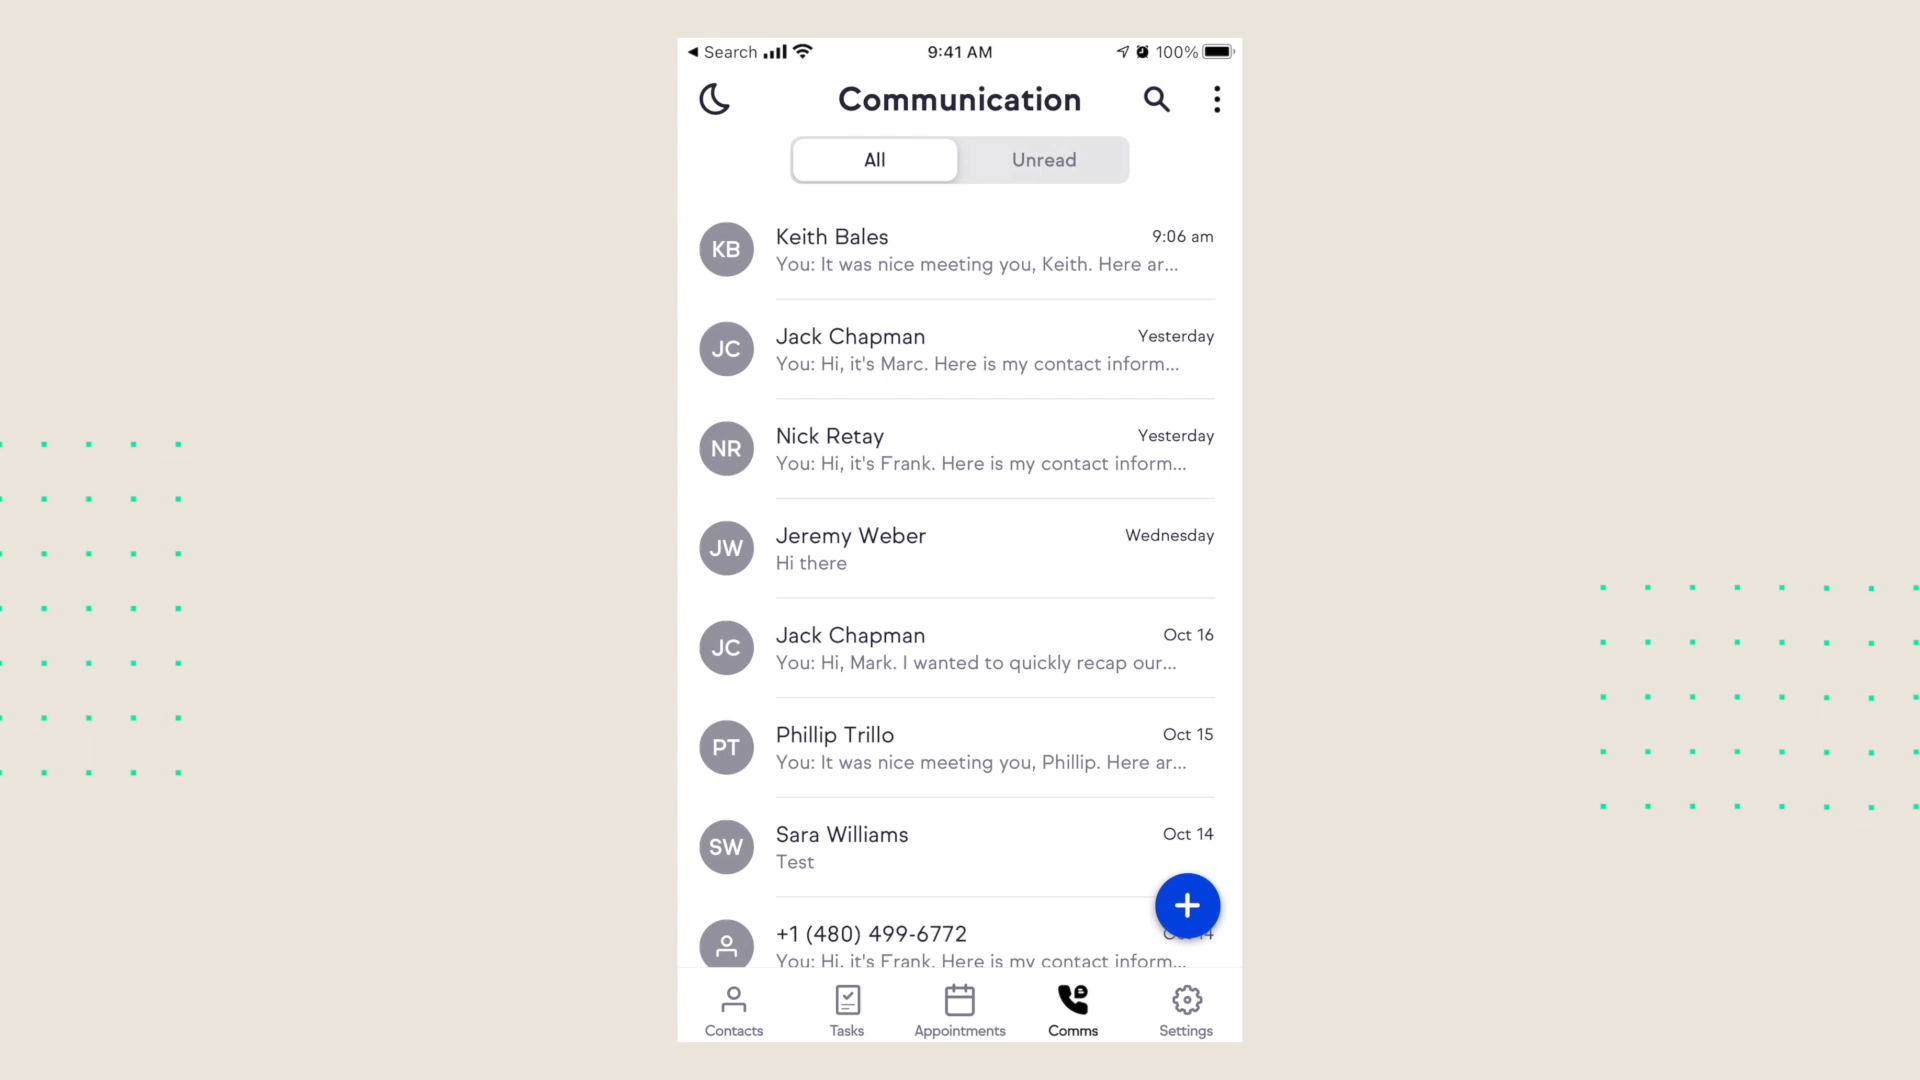 Search
9:41 AM
100%
Communication
All
Unread
KB
Keith Bales
9:06 am
You: It was nice meeting you, Keith. Here ar...
JC
Jack Chapman
Yesterday
You: Hi, it's Marc. Here is my contact inform...
NR
Nick Retay
Yesterday
You: Hi, it's Frank. Here is my contact inform...
JW
Jeremy Weber
Wednesday
Hi there
JC
Jack Chapman
Oct 16
You: Hi, Mark. I wanted to quickly recap our...
PT
Phillip Trillo
Oct 15
You: It was nice meeting you, Phillip. Here ar...
SW
Sara Williams
Oct 14
Test
+1 (480) 499-6772
You: Hi, it's Frank. Here is my contact inform...
Contacts
Tasks
Appointments
Comms
Settings